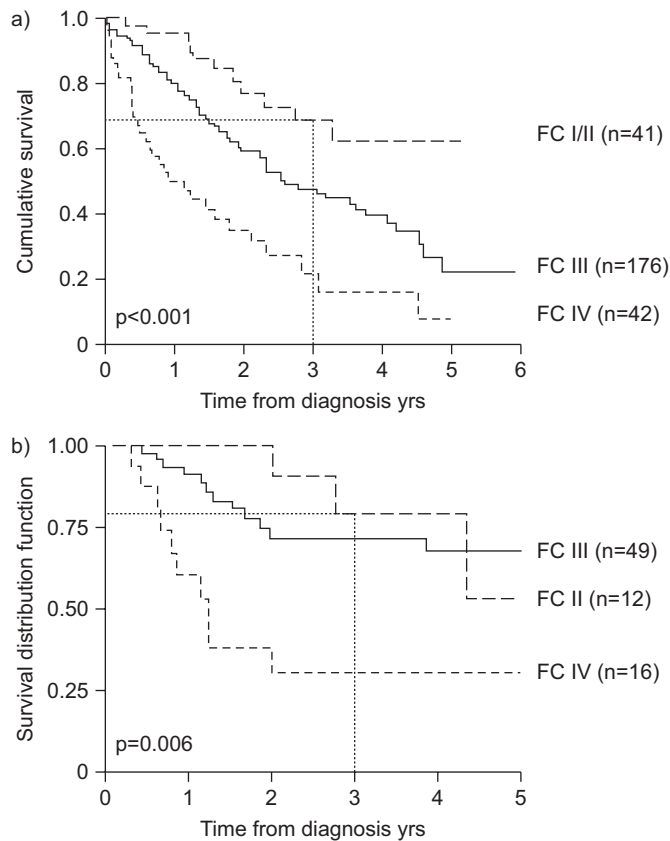 a)
1.0
0.8
0.6
0.4
0.2
0
Cumulative survival
p<0.001
FC I/II (n=41)
FC III (n=176)
FC IV (n=42)
0 1 2 3 4 5 6
Time from diagnosis yrs
b)
1.00
0.75
0.50
0.25
0
Survival distribution function
p=0.006
FC III (n=49)
FC II (n=12)
FC IV (n=16)
0 1 2 3 4 5
Time from diagnosis yrs